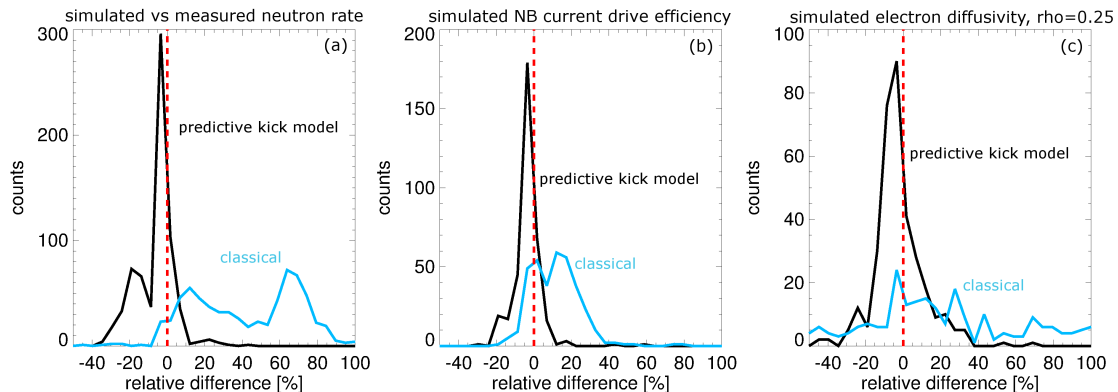 simulated vs measured neutron rate
300
200
100
0
counts
(a)
predictive kick model
classical
-40 -20 0 20 40 60 80 100
relative difference [%]
simulated NB current drive efficiency
200
150
100
50
0
counts
(b)
predictive kick model
classical
-40 -20 0 20 40 60 80 100
relative difference [%]
simulated electron diffusivity, rho=0.25
100
80
60
40
20
0
counts
(c)
predictive kick model
classical
-40 -20 0 20 40 60 80 100
relative difference [%]